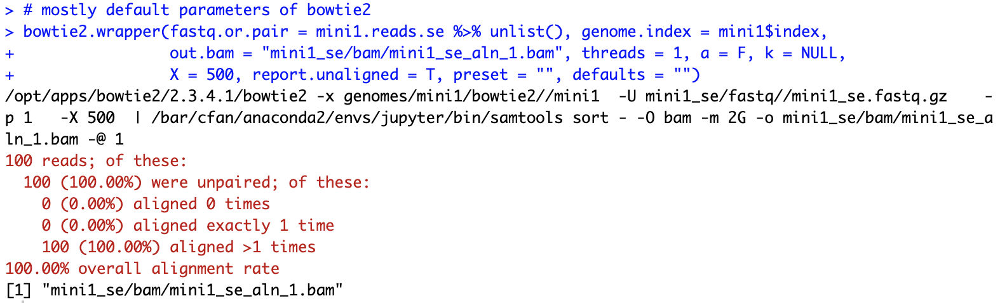 > # mostly default parameters of bowtie2
> bowtie2.wrapper(fastq.or.pair = mini1.reads.se %>% unlist(), genome.index = mini1$index,
+                 out.bam = "mini1_se/bam/mini1_se_aln_1.bam", threads = 1, a = F, k = NULL,
+                 X = 500, report.unaligned = T, preset = "", defaults = "")
/opt/apps/bowtie2/2.3.4.1/bowtie2 -x genomes/mini1/bowtie2//mini1  -U mini1_se/fastq//mini1_se.fastq.gz    -
p 1   -X 500  | /bar/cfan/anaconda2/envs/jupyter/bin/samtools sort - -O bam -m 2G -o mini1_se/bam/mini1_se_a
ln_1.bam -@ 1
100 reads; of these:
  100 (100.00%) were unpaired; of these:
    0 (0.00%) aligned 0 times
    0 (0.00%) aligned exactly 1 time
    100 (100.00%) aligned >1 times
100.00% overall alignment rate
[1] "mini1_se/bam/mini1_se_aln_1.bam"